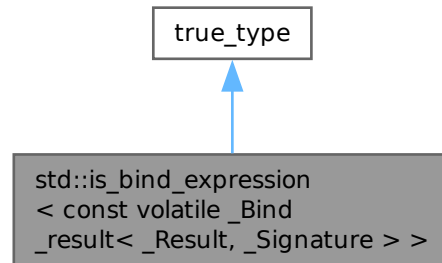 true_type
std::is_bind_expression
< const volatile _Bind
_result< _Result, _Signature > >